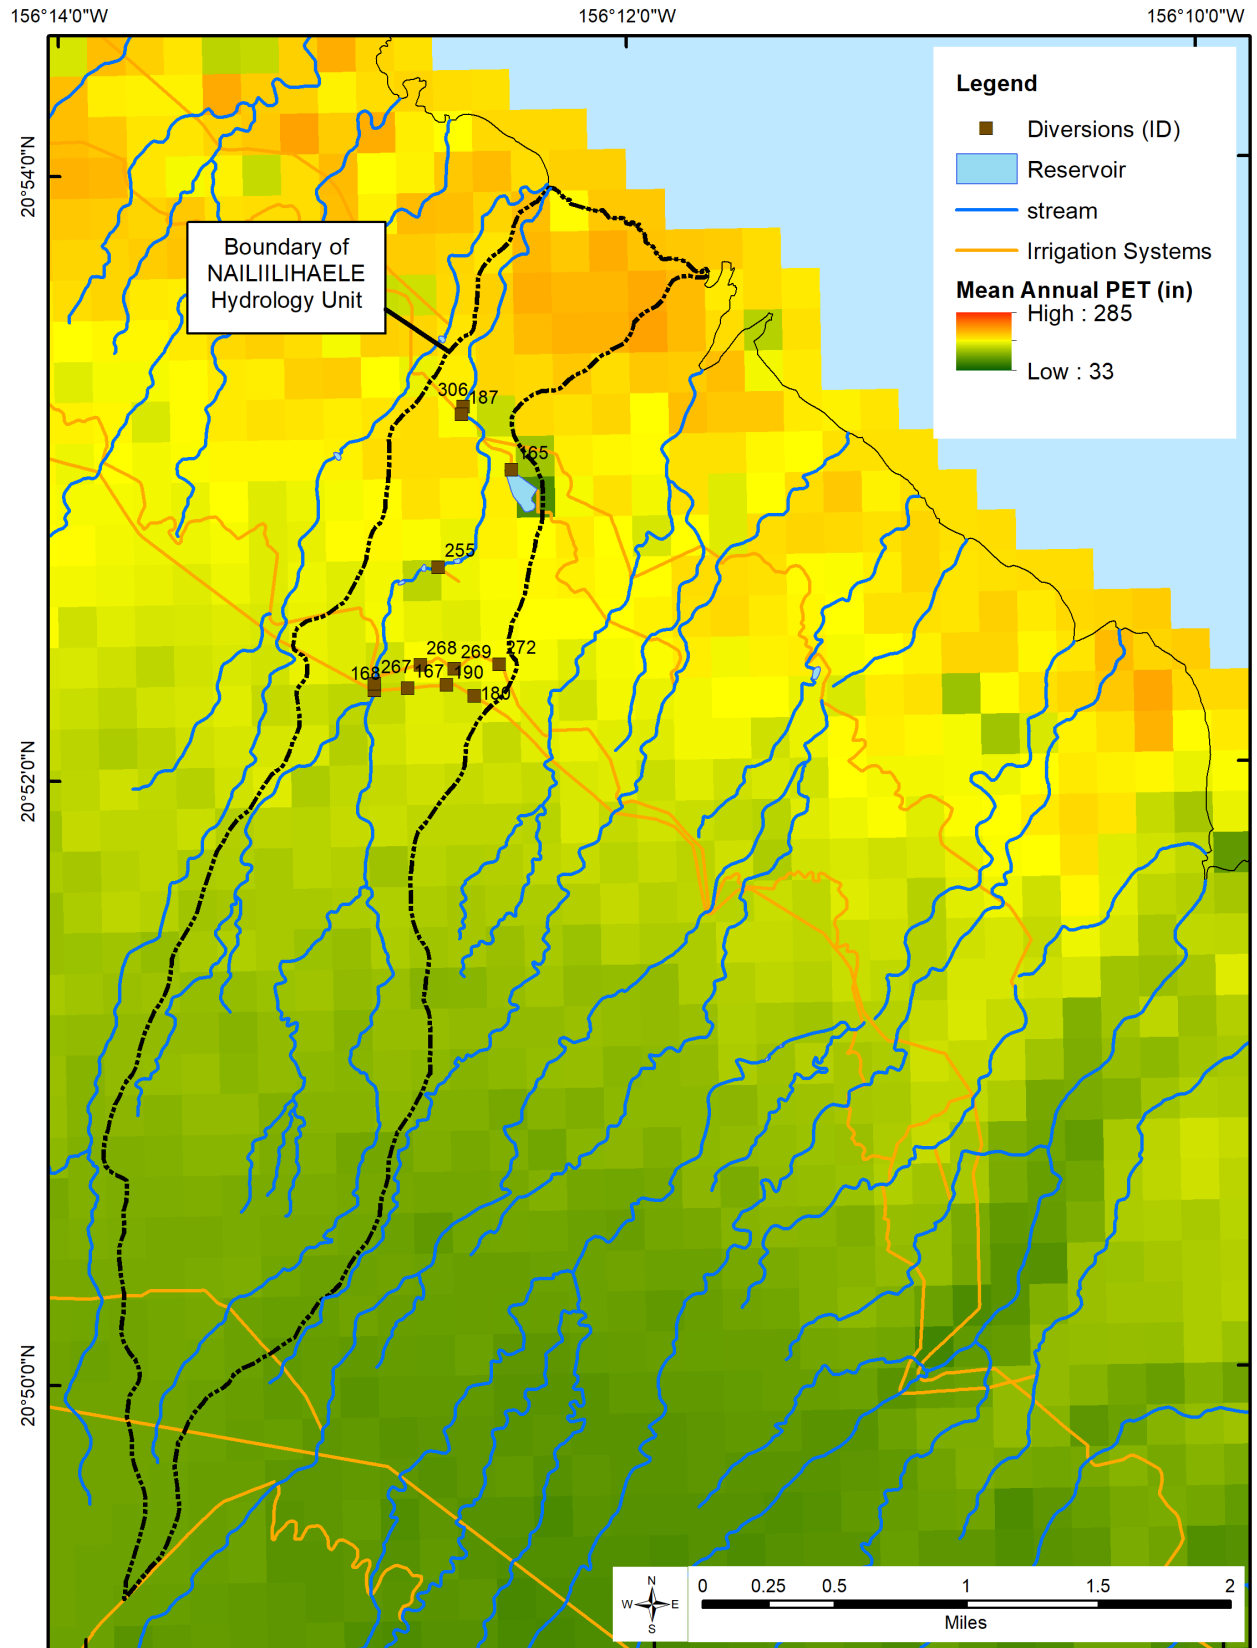 156°14'0"W 156°12'0"W 156°10'0"W
20°54'0"N
20°52'0"N
20°50'0"N
Legend
Diversions (ID)
Reservoir
stream
Irrigation Systems
Mean Annual PET (in)
High : 285
Low : 33
Boundary of
NAILIILIHAELE
Hydrology Unit
306
187
165
255
268
269
272
267
168
167
190
189
N
W E
S
0 0.25 0.5 1 1.5 2
Miles